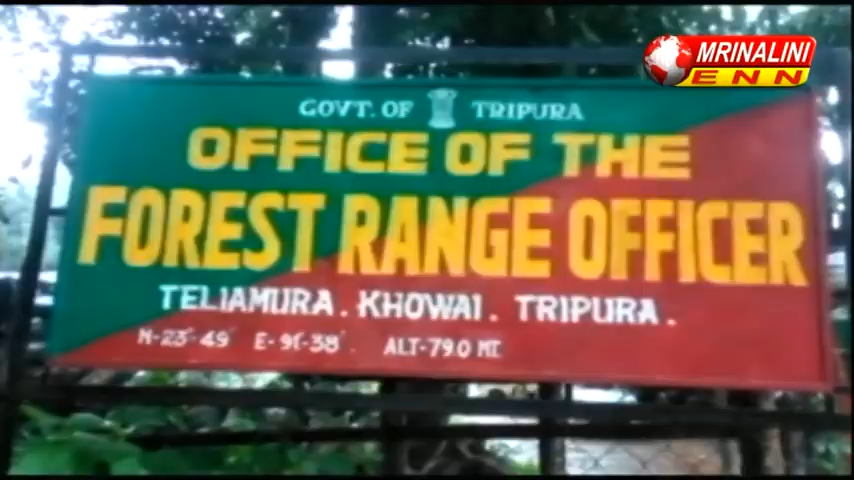 MRINALINI
ENN
GOVT. OF TRIPURA
OFFICE OF THE
FOREST RANGE OFFICER
TELIAMURA. KHOWAI. TRIPURA.
N-23°-49' E-91°-38'. ALT-79.0 MT